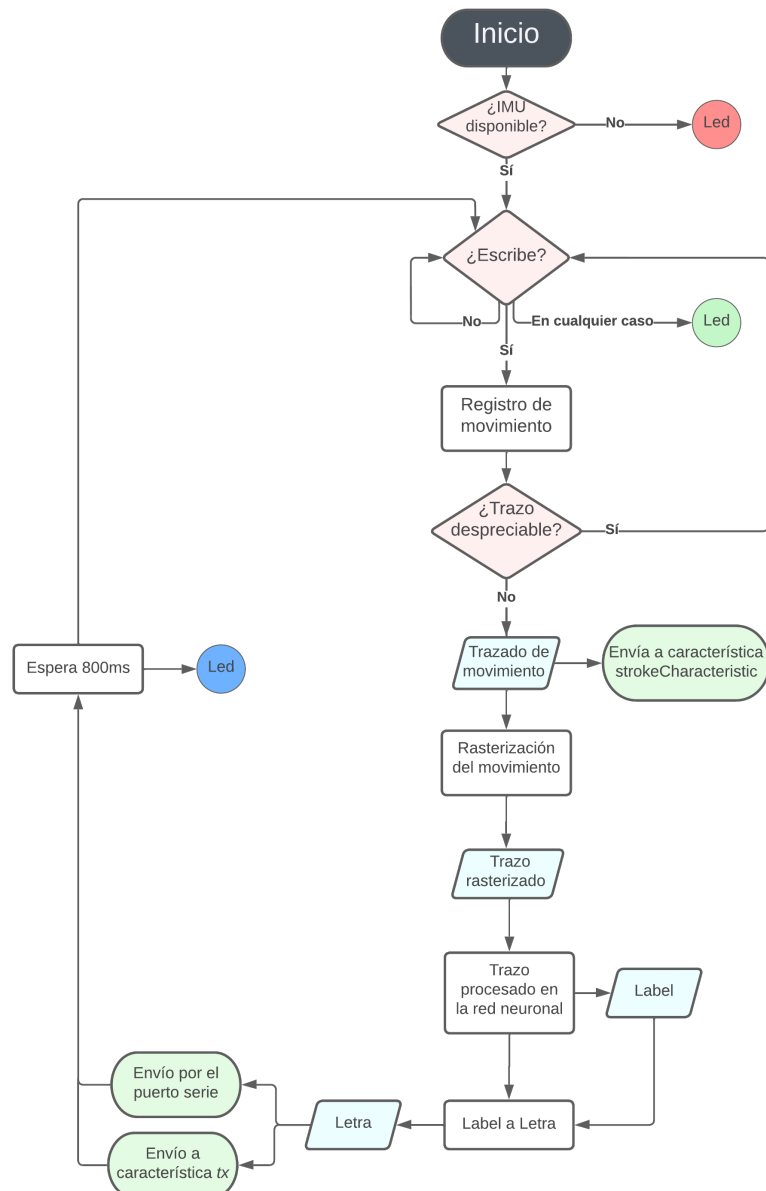 Inicio
¿IMU
disponible?
No
Led
Sí
¿Escribe?
No
En cualquier caso
Led
Sí
Registro de
movimiento
¿Trazo
despreciable?
Sí
No
Trazado de
movimiento
Envía a característica
strokeCharacteristic
Espera 800ms
Led
Rasterización
del movimiento
Trazo
rasterizado
Trazo
procesado en
la red neuronal
Label
Envío por el
puerto serie
Letra
Label a Letra
Envío a
característica tx